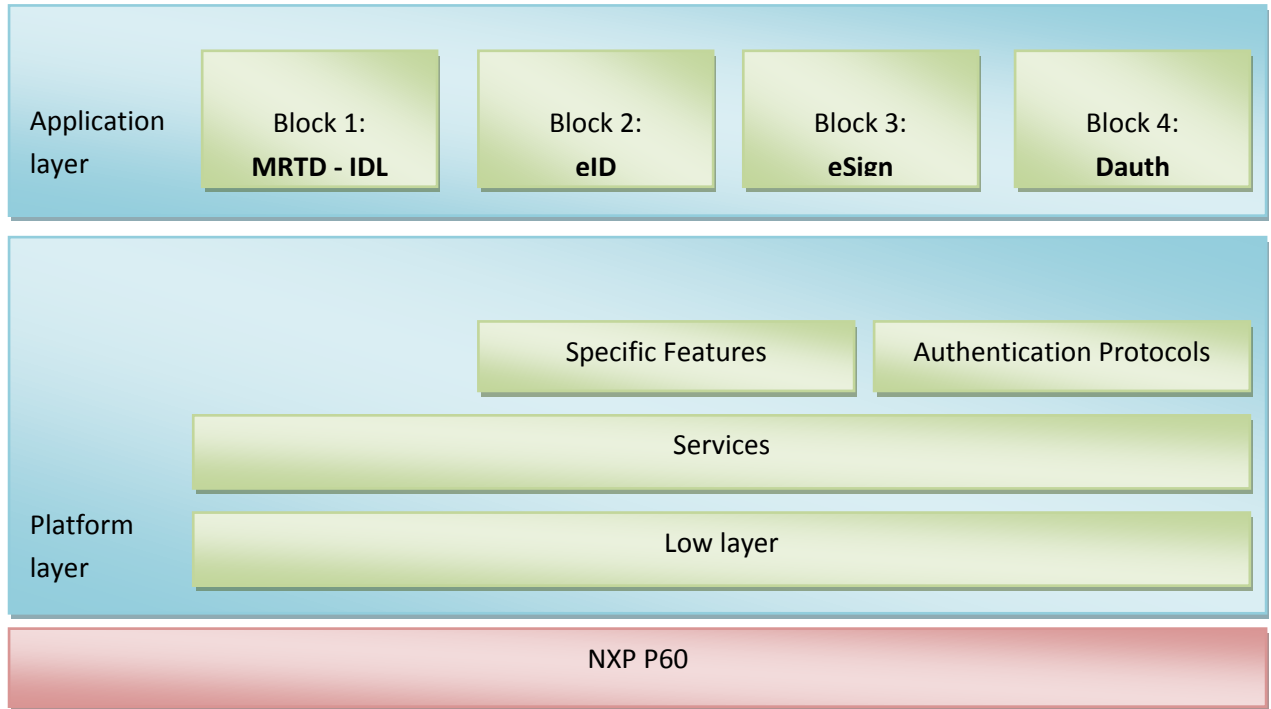 Application
layer
Block 1:
MRTD - IDL
Block 2:
eID
Block 3:
eSign
Block 4:
Dauth
Specific Features
Authentication Protocols
Services
Platform
layer
Low layer
NXP P60